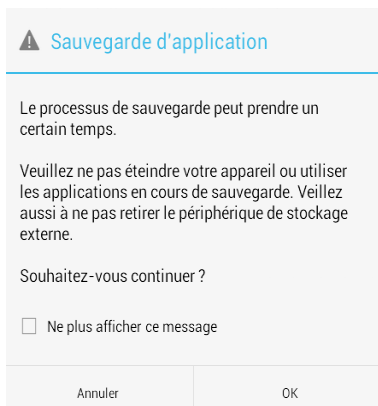 Sauvegarde d'application
Le processus de sauvegarde peut prendre un
certain temps.
Veuillez ne pas éteindre votre appareil ou utiliser
les applications en cours de sauvegarde. Veillez
aussi à ne pas retirer le périphérique de stockage
externe.
Souhaitez-vous continuer ?
Ne plus afficher ce message
Annuler
OK